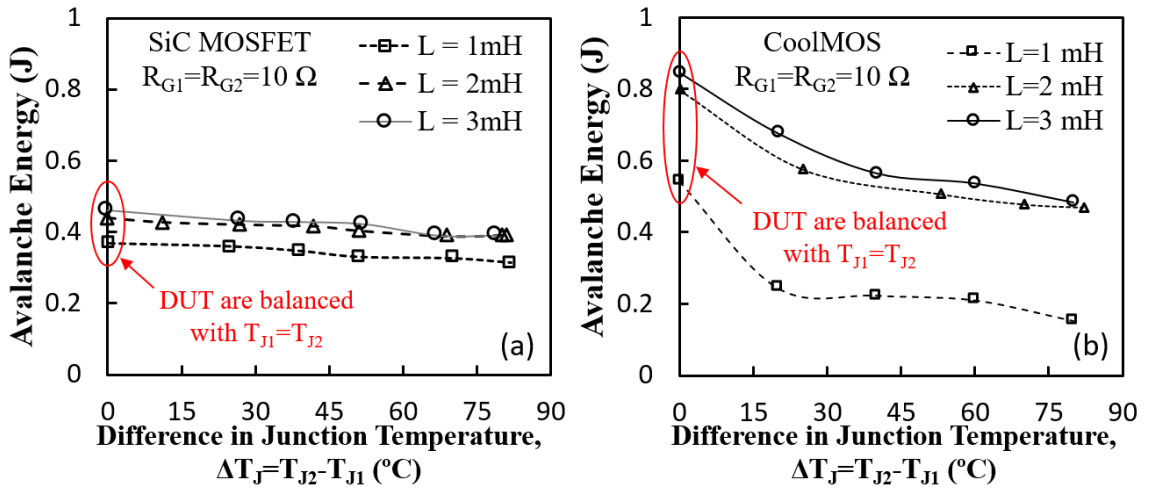 Avalanche Energy (J)
1
0.8
0.6
0.4
0.2
0
SiC MOSFET
R_G1=R_G2=10 Ω
L = 1mH
L = 2mH
L = 3mH
DUT are balanced
with T_J1=T_J2
(a)
0 15 30 45 60 75 90
Difference in Junction Temperature,
ΔT_J=T_J2-T_J1 (ºC)
Avalanche Energy (J)
1
0.8
0.6
0.4
0.2
0
CoolMOS
R_G1=R_G2=10 Ω
L=1 mH
L=2 mH
L=3 mH
DUT are balanced
with T_J1=T_J2
(b)
0 15 30 45 60 75 90
Difference in Junction Temperature,
ΔT_J=T_J2-T_J1 (ºC)